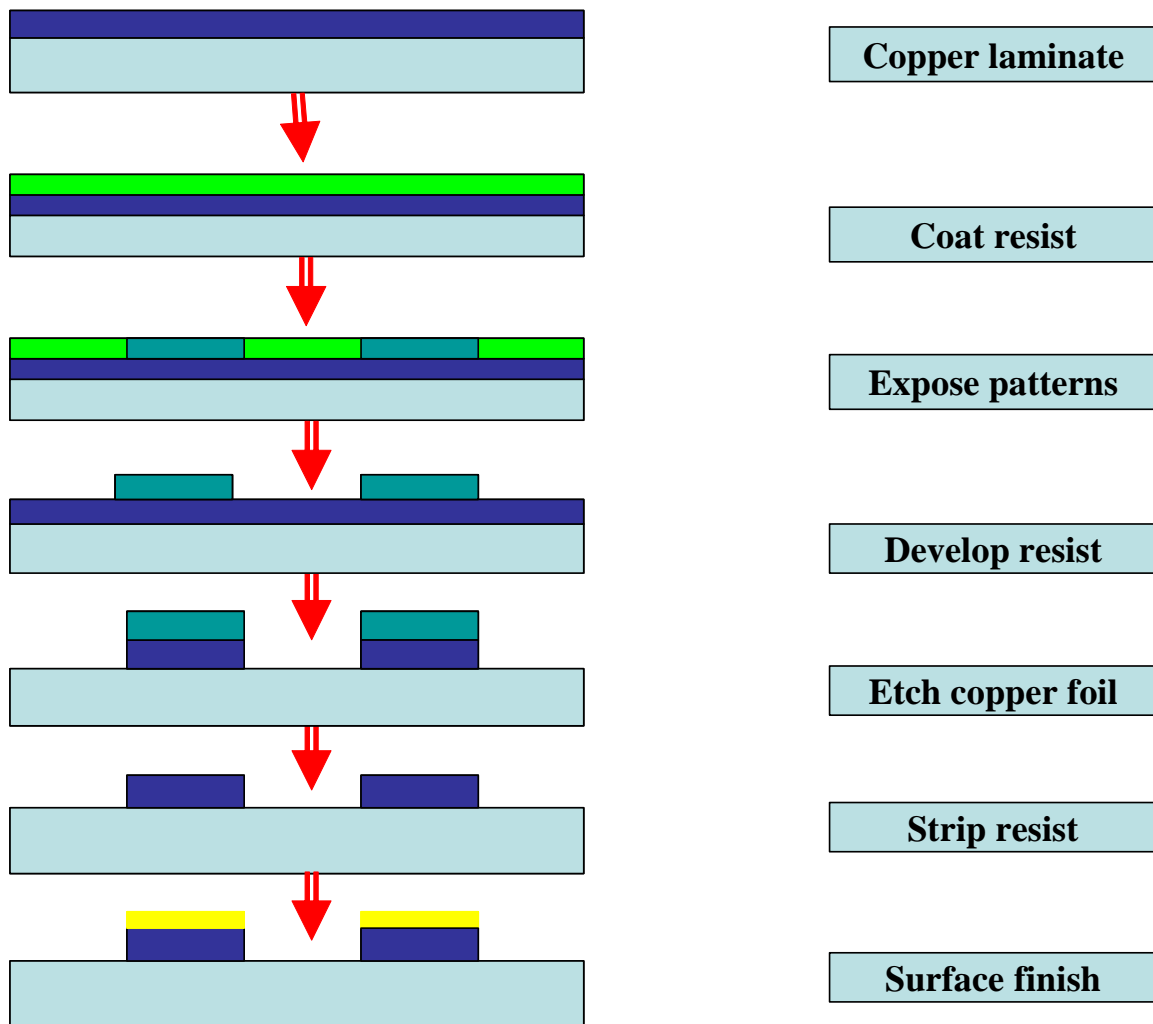 Copper laminate
Coat resist
Expose patterns
Develop resist
Etch copper foil
Strip resist
Surface finish